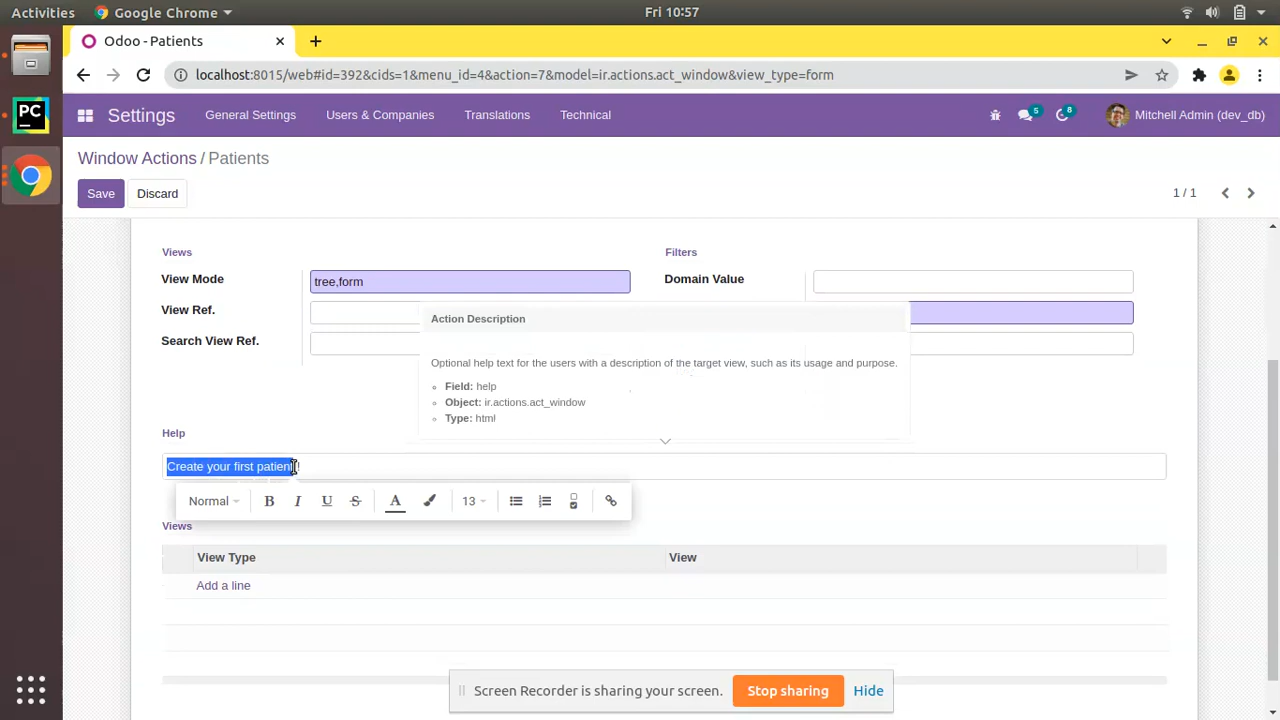 Activities
Google Chrome
Fri 10:57
Odoo - Patients
localhost:8015/web#id=392&cids=1&menu_id=4&action=7&model=ir.actions.act_window&view_type=form
Settings
General Settings
Users & Companies
Translations
Technical
5
8
Mitchell Admin (dev_db)
PC
Window Actions / Patients
Save
Discard
1 / 1
Views
Filters
View Mode
tree,form
Domain Value
View Ref.
Search View Ref.
Action Description
Optional help text for the users with a description of the target view, such as its usage and purpose.
Field: help
Object: ir.actions.act_window
Type: html
Help
Create your first patient!
Normal
B
I
U
S
A
13
Views
View Type
View
Add a line
Screen Recorder is sharing your screen.
Stop sharing
Hide